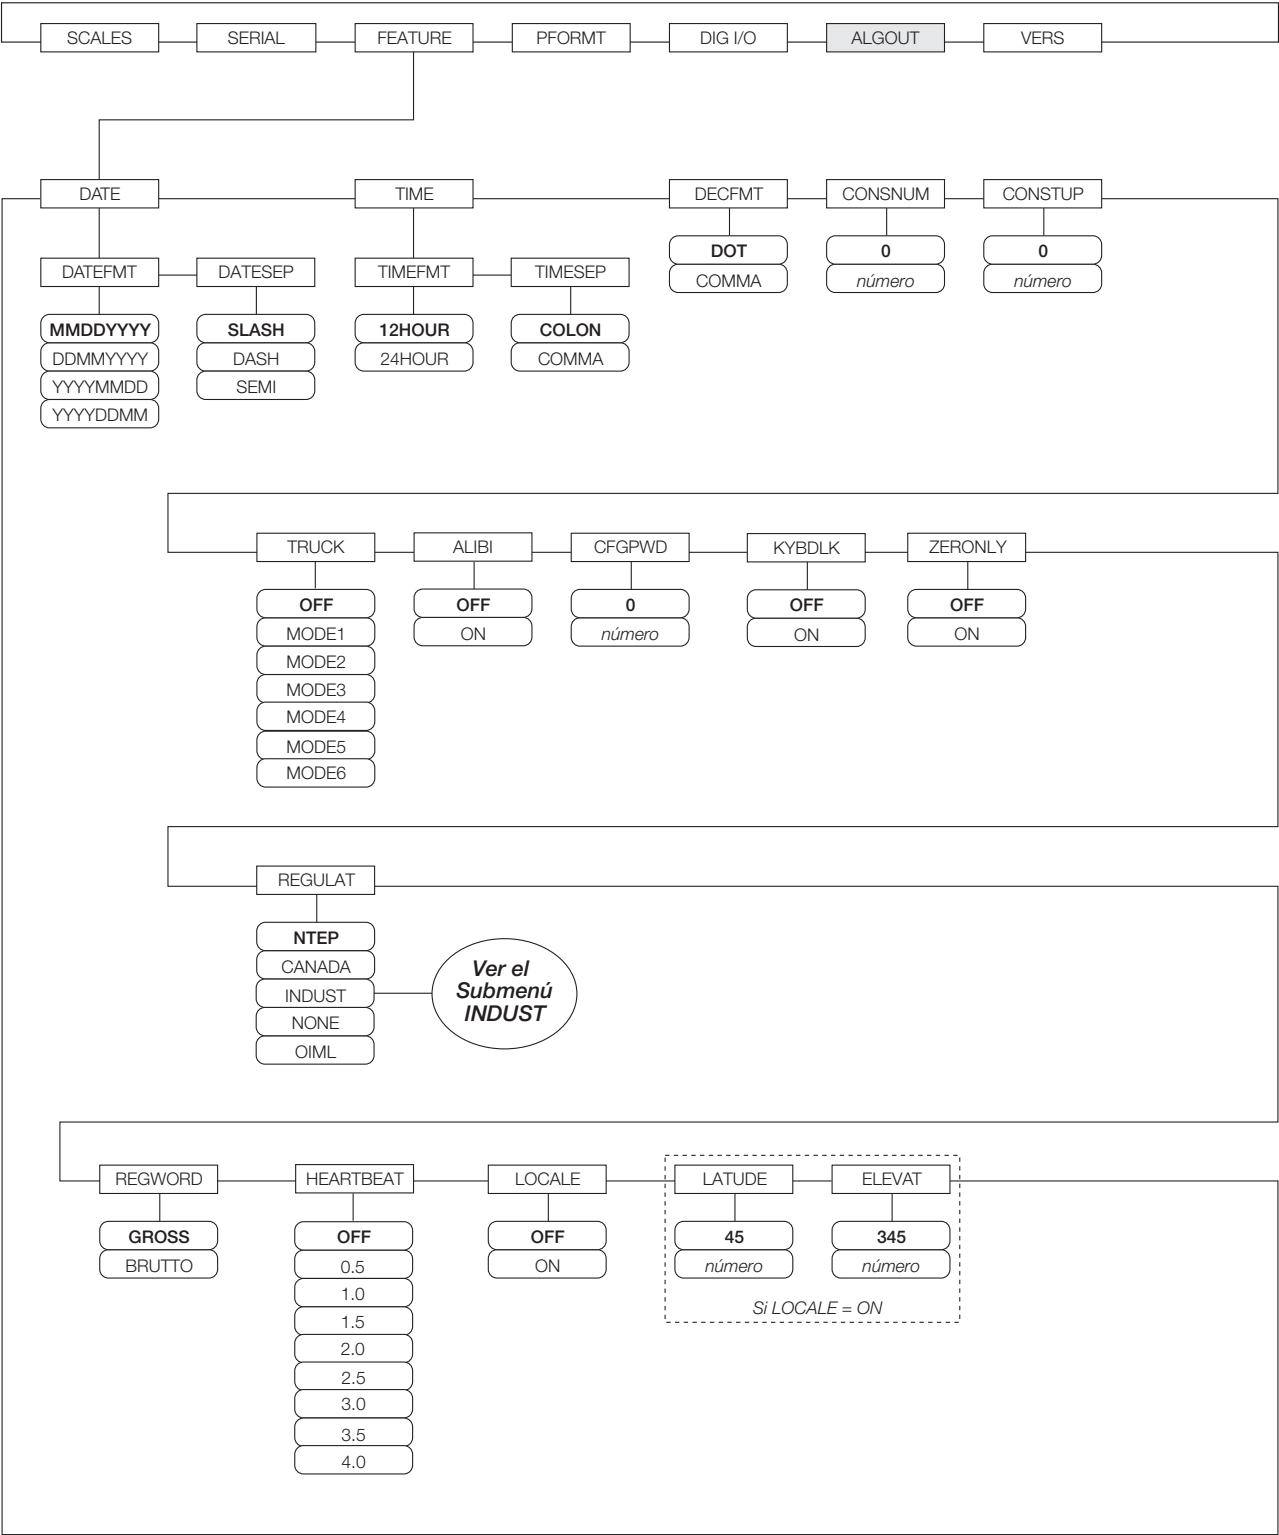 SCALES SERIAL FEATURE PFORMT DIG I/O ALGOUT VERS
DATE TIME DECFMT CONSNUM CONSTUP
DOT 0 0
COMMA número número
DATEFMT DATESEP TIMEFMT TIMESEP
MMDDYYYY SLASH 12HOUR COLON
DDMMYYYY DASH 24HOUR COMMA
YYYYMMDD SEMI
YYYYDDMM
TRUCK ALIBI CFGPWD KYBDLK ZERONLY
OFF OFF 0 OFF OFF
MODE1 ON número ON ON
MODE2
MODE3
MODE4
MODE5
MODE6
REGULAT
NTEP
CANADA
INDUST
NONE
OIML
Ver el
Submenú
INDUST
REGWORD HEARTBEAT LOCALE LATUDE ELEVAT
GROSS OFF OFF 45 345
BRUTTO 0.5 ON número número
1.0
1.5
2.0
2.5
3.0
3.5
4.0
Si LOCALE = ON